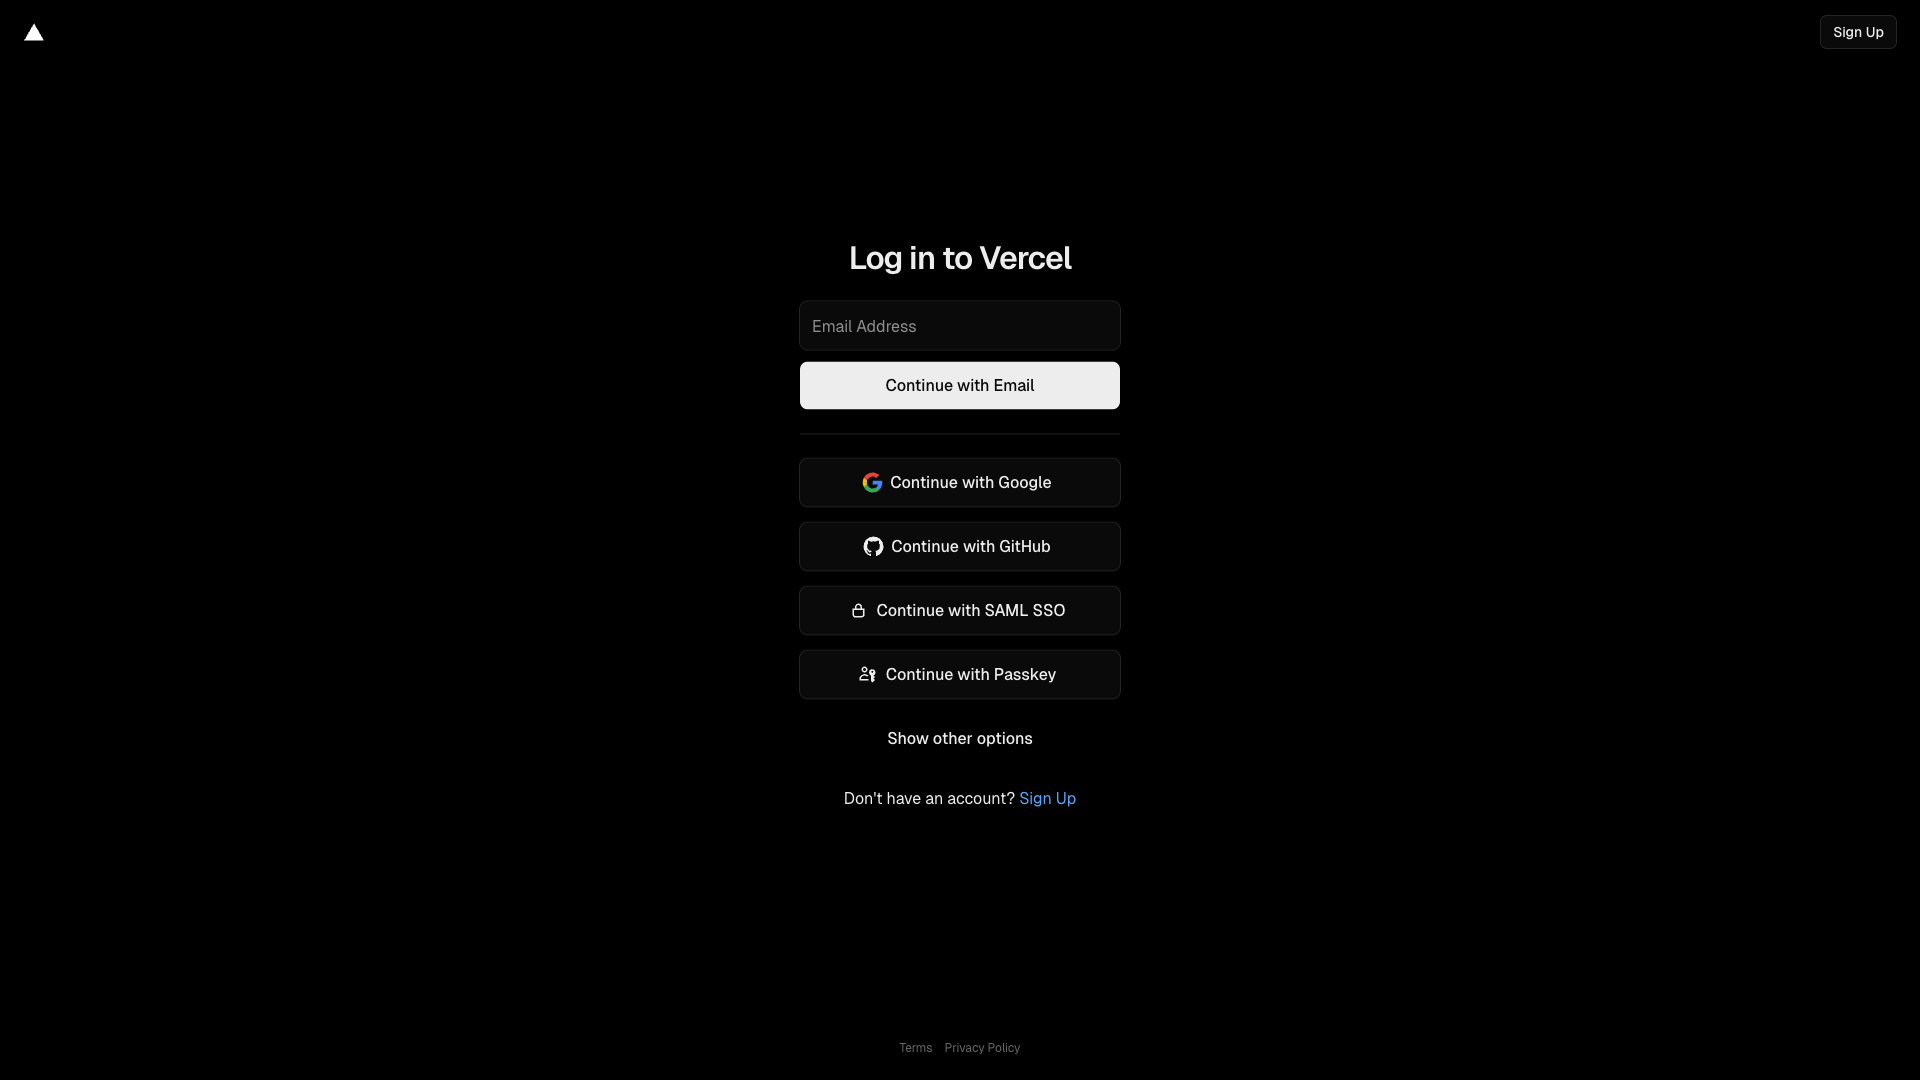 Sign Up
Log in to Vercel
Email Address
Continue with Email
Continue with Google
Continue with GitHub
Continue with SAML SSO
Continue with Passkey
Show other options
Don't have an account? Sign Up
Terms Privacy Policy